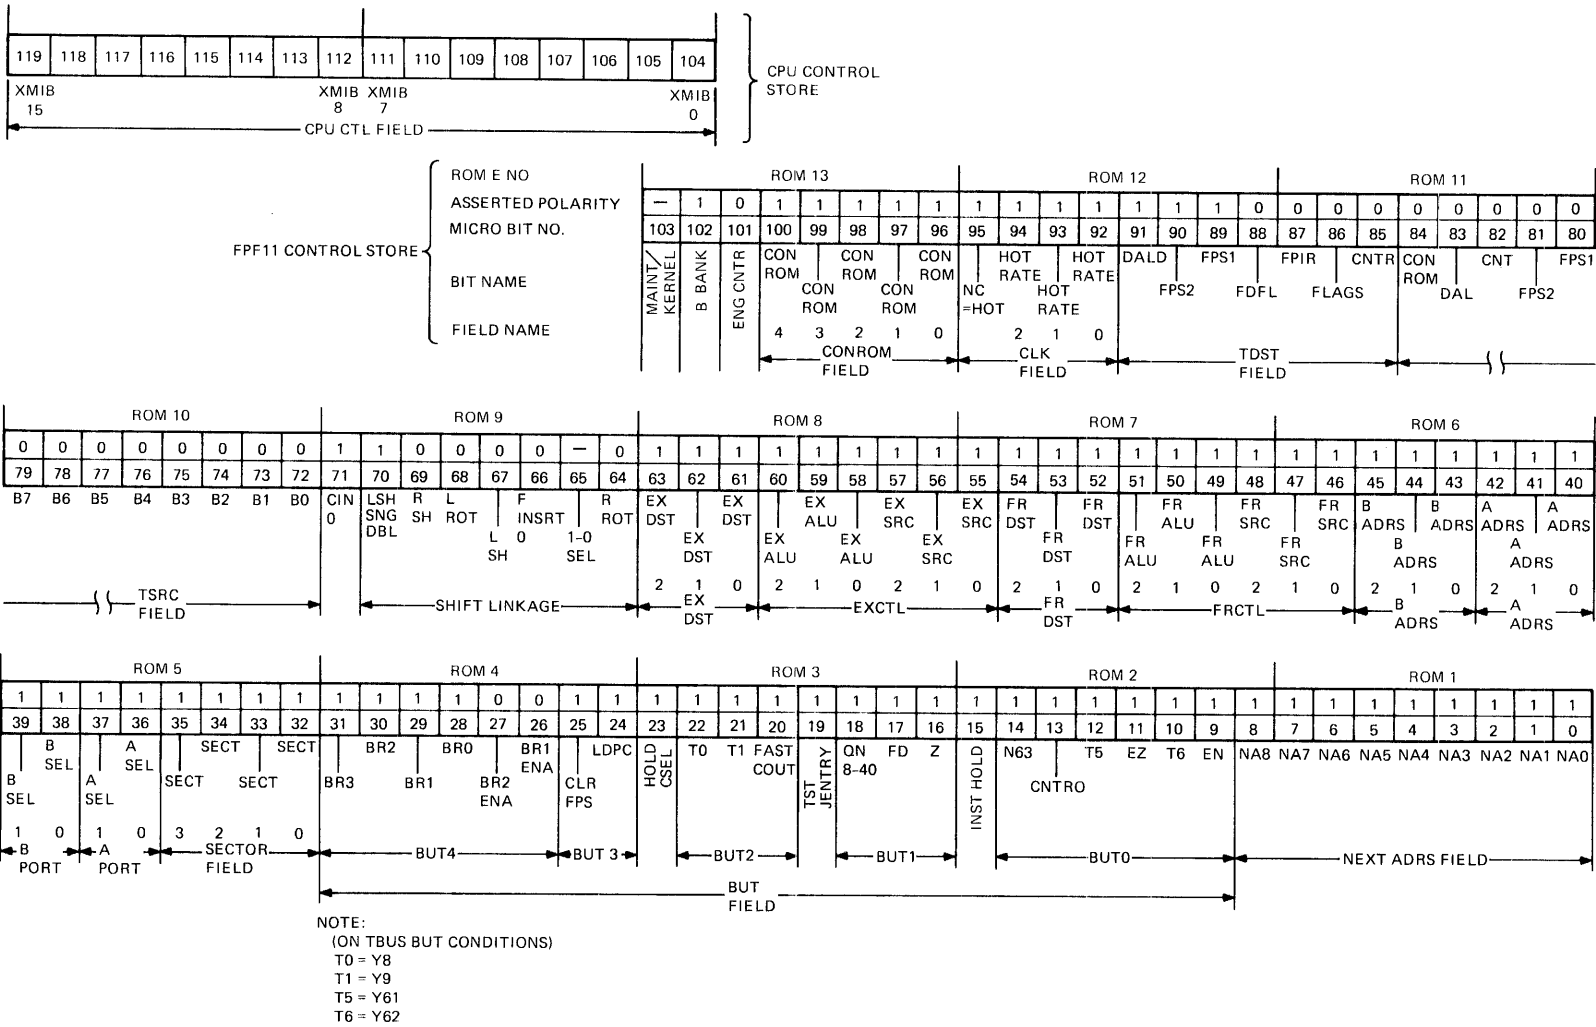 119 118 117 116 115 114 113 112 111 110 109 108 107 106 105 104
XMIB 15
XMIB 8
XMIB 7
XMIB 0
CPU CTL FIELD
CPU CONTROL STORE
FPF11 CONTROL STORE
ROM E NO
ROM 13 ROM 12 ROM 11
ASSERTED POLARITY
— 1 0 1 1 1 1 1 1 1 1 1 1 1 1 0 0 0 0 0 0 0 0 0
MICRO BIT NO.
103 102 101 100 99 98 97 96 95 94 93 92 91 90 89 88 87 86 85 84 83 82 81 80
BIT NAME
MAINT/KERNEL
B BANK
ENG CNTR
CON ROM CON ROM CON ROM CON ROM CON ROM
NC =HOT
HOT RATE HOT RATE HOT RATE
DALD FPS2 FPS1 FDFL FPIR FLAGS CNTR
CON ROM DAL CNT FPS2 FPS1
FIELD NAME
4 3 2 1 0 2 1 0
CONROM FIELD
CLK FIELD
TDST FIELD
ROM 10 ROM 9 ROM 8 ROM 7 ROM 6
0 0 0 0 0 0 0 0 1 1 0 0 0 0 — 0 1 1 1 1 1 1 1 1 1 1 1 1 1 1 1 1 1 1 1 1 1 1 1 1
79 78 77 76 75 74 73 72 71 70 69 68 67 66 65 64 63 62 61 60 59 58 57 56 55 54 53 52 51 50 49 48 47 46 45 44 43 42 41 40
B7 B6 B5 B4 B3 B2 B1 B0
CIN 0
LSH SNG DBL
R SH
L ROT
L SH
F INSRT 0
1-0 SEL
R ROT
EX DST EX DST EX DST
EX ALU EX ALU EX ALU
EX SRC EX SRC EX SRC
FR DST FR DST FR DST
FR ALU FR ALU FR ALU
FR SRC FR SRC FR SRC
B ADRS B ADRS B ADRS
A ADRS A ADRS A ADRS
2 1 0 2 1 0 2 1 0 2 1 0 2 1 0 2 1 0 2 1 0 2 1 0
TSRC FIELD
SHIFT LINKAGE
EX DST
EXCTL
FR DST
FRCTL
B ADRS
A ADRS
ROM 5 ROM 4 ROM 3 ROM 2 ROM 1
1 1 1 1 1 1 1 1 1 1 1 1 0 0 1 1 1 1 1 1 1 1 1 1 1 1 1 1 1 1 1 1 1 1 1 1 1 1 1 1
39 38 37 36 35 34 33 32 31 30 29 28 27 26 25 24 23 22 21 20 19 18 17 16 15 14 13 12 11 10 9 8 7 6 5 4 3 2 1 0
B SEL B SEL A SEL A SEL
SECT SECT SECT SECT
BR3 BR2 BR1 BR0
BR2 ENA
BR1 ENA
CLR FPS
LDPC
HOLD CSEL
T0 T1 FAST COUT
TST JENTRY
QN 8-40
FD Z
INST HOLD
N63 CNTRO T5 EZ T6 EN
NA8 NA7 NA6 NA5 NA4 NA3 NA2 NA1 NA0
1 0 1 0 3 2 1 0
B PORT
A PORT
SECTOR FIELD
BUT4
BUT 3
BUT2
BUT1
BUT0
NEXT ADRS FIELD
BUT FIELD
NOTE:
(ON TBUS BUT CONDITIONS)
T0 = Y8
T1 = Y9
T5 = Y61
T6 = Y62